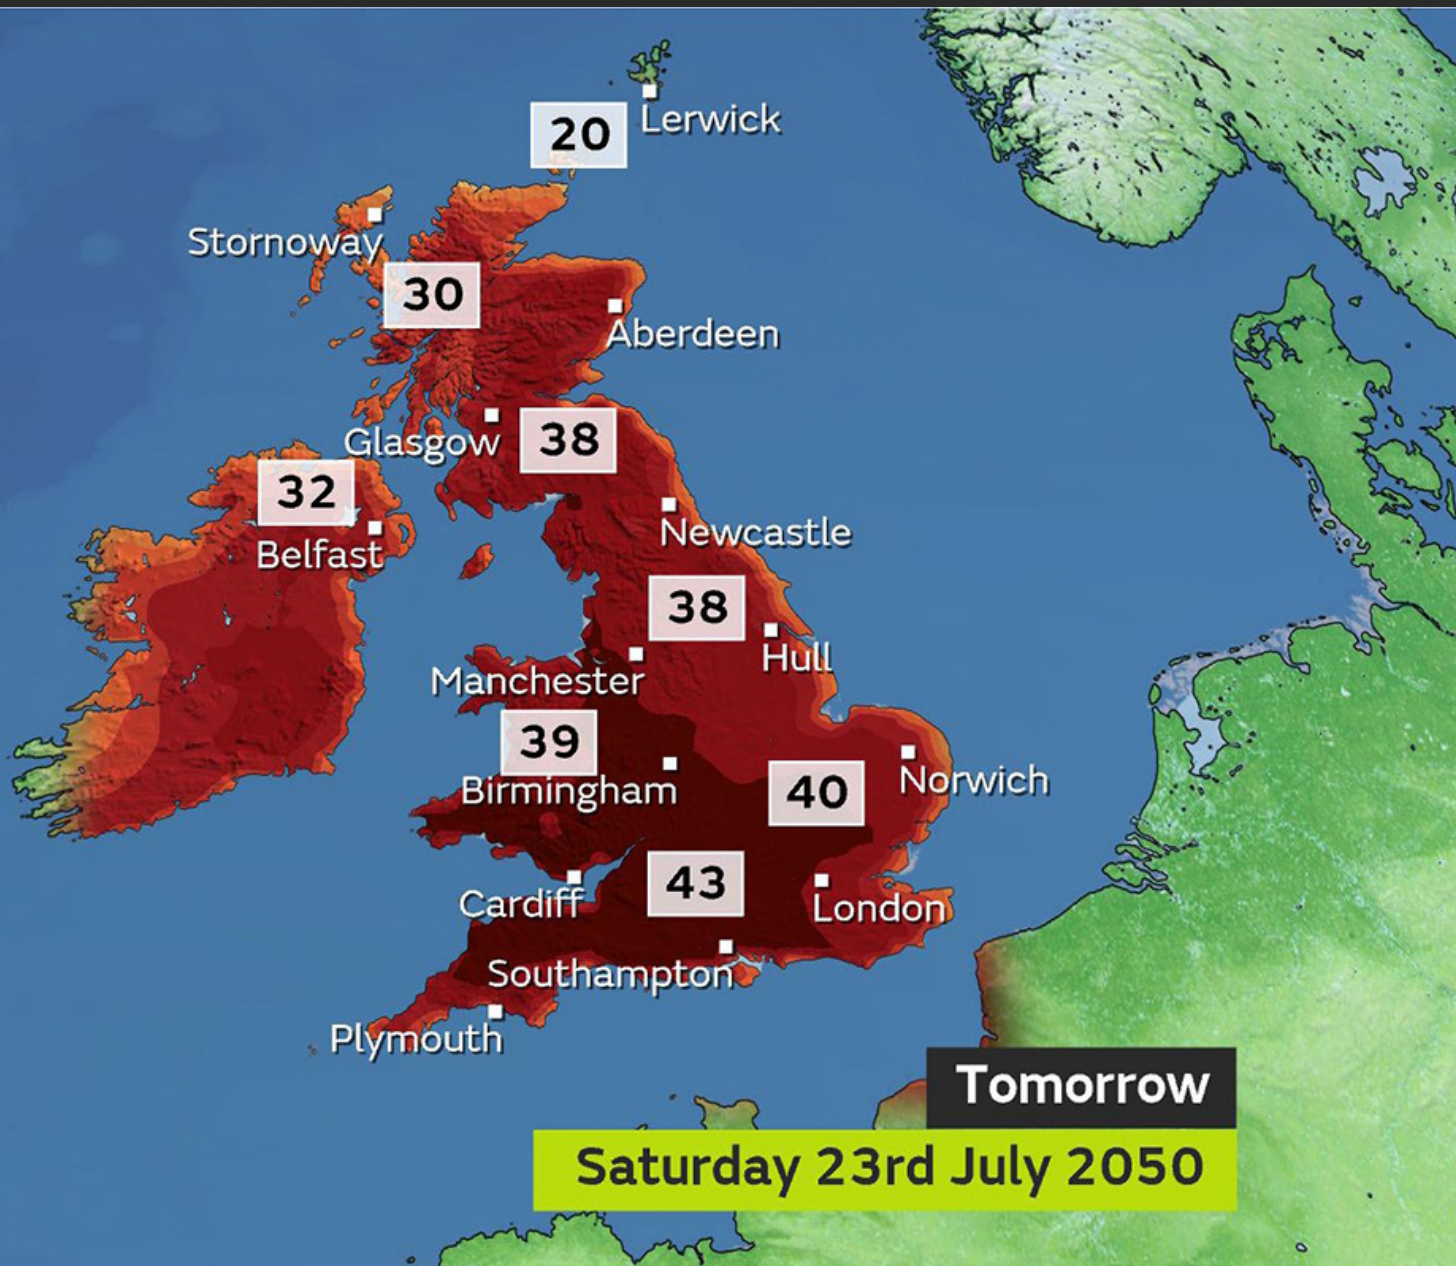 20
Lerwick
Stornoway
30
Aberdeen
Glasgow
38
32
Newcastle
Belfast
38
Hull
Manchester
39
Norwich
Birmingham
40
43
Cardiff
London
Southampton
Plymouth
Tomorrow
Saturday 23rd July 2050